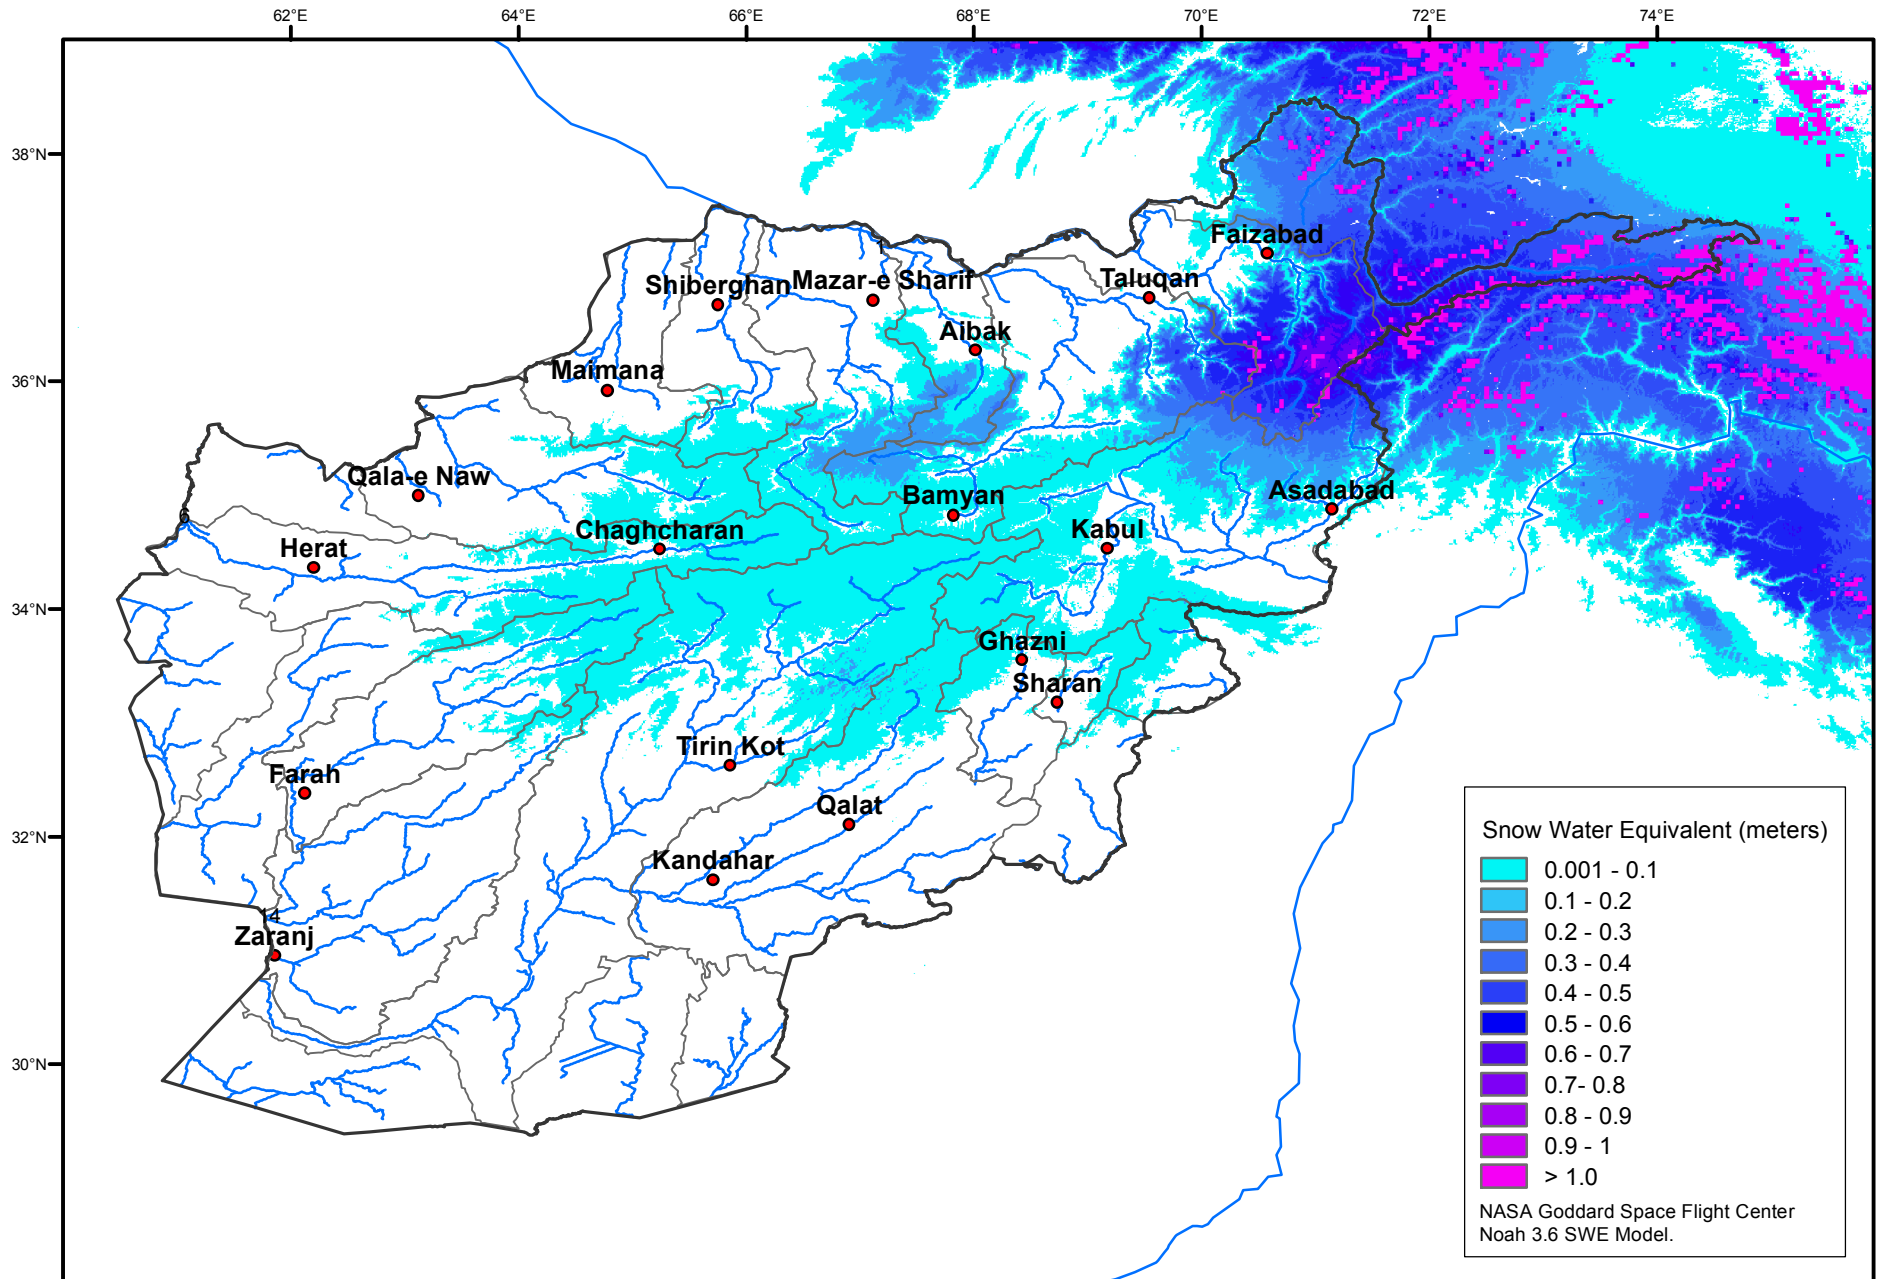 62°E
64°E
66°E
68°E
70°E
72°E
74°E
38°N
36°N
34°N
32°N
30°N
Faizabad
Shiberghan
Mazar-e Sharif
Taluqan
Aibak
Maimana
Qala-e Naw
Bamyan
Asadabad
6
Herat
Chaghcharan
Kabul
Ghazni
Sharan
Tirin Kot
Farah
Qalat
Kandahar
14
Zaranj
Snow Water Equivalent (meters)
0.001 - 0.1
0.1 - 0.2
0.2 - 0.3
0.3 - 0.4
0.4 - 0.5
0.5 - 0.6
0.6 - 0.7
0.7- 0.8
0.8 - 0.9
0.9 - 1
> 1.0
NASA Goddard Space Flight Center
Noah 3.6 SWE Model.